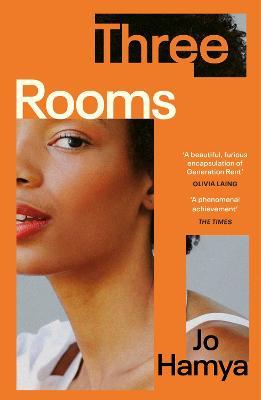 Three
Rooms
‘A beautiful, furious
encapsulation of
Generation Rent’
OLIVIA LAING
‘A phenomenal
achievement’
THE TIMES
Jo
Hamya